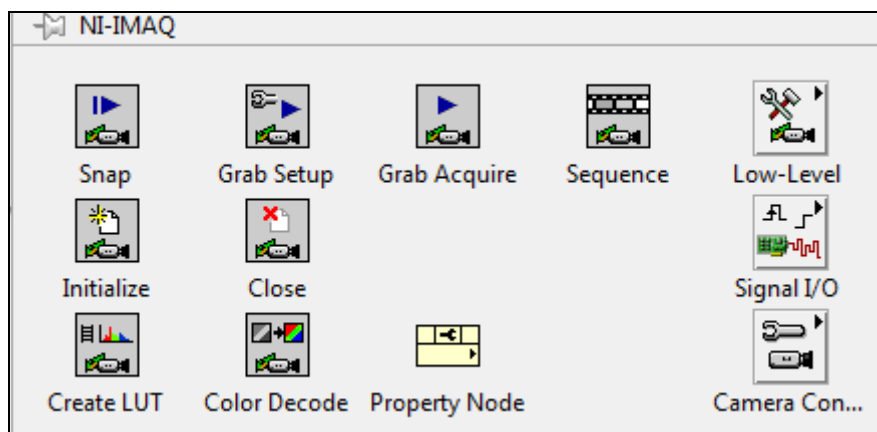 NI-IMAQ
Snap Grab Setup Grab Acquire Sequence Low-Level
Initialize Close Signal I/O
Create LUT Color Decode Property Node Camera Con...